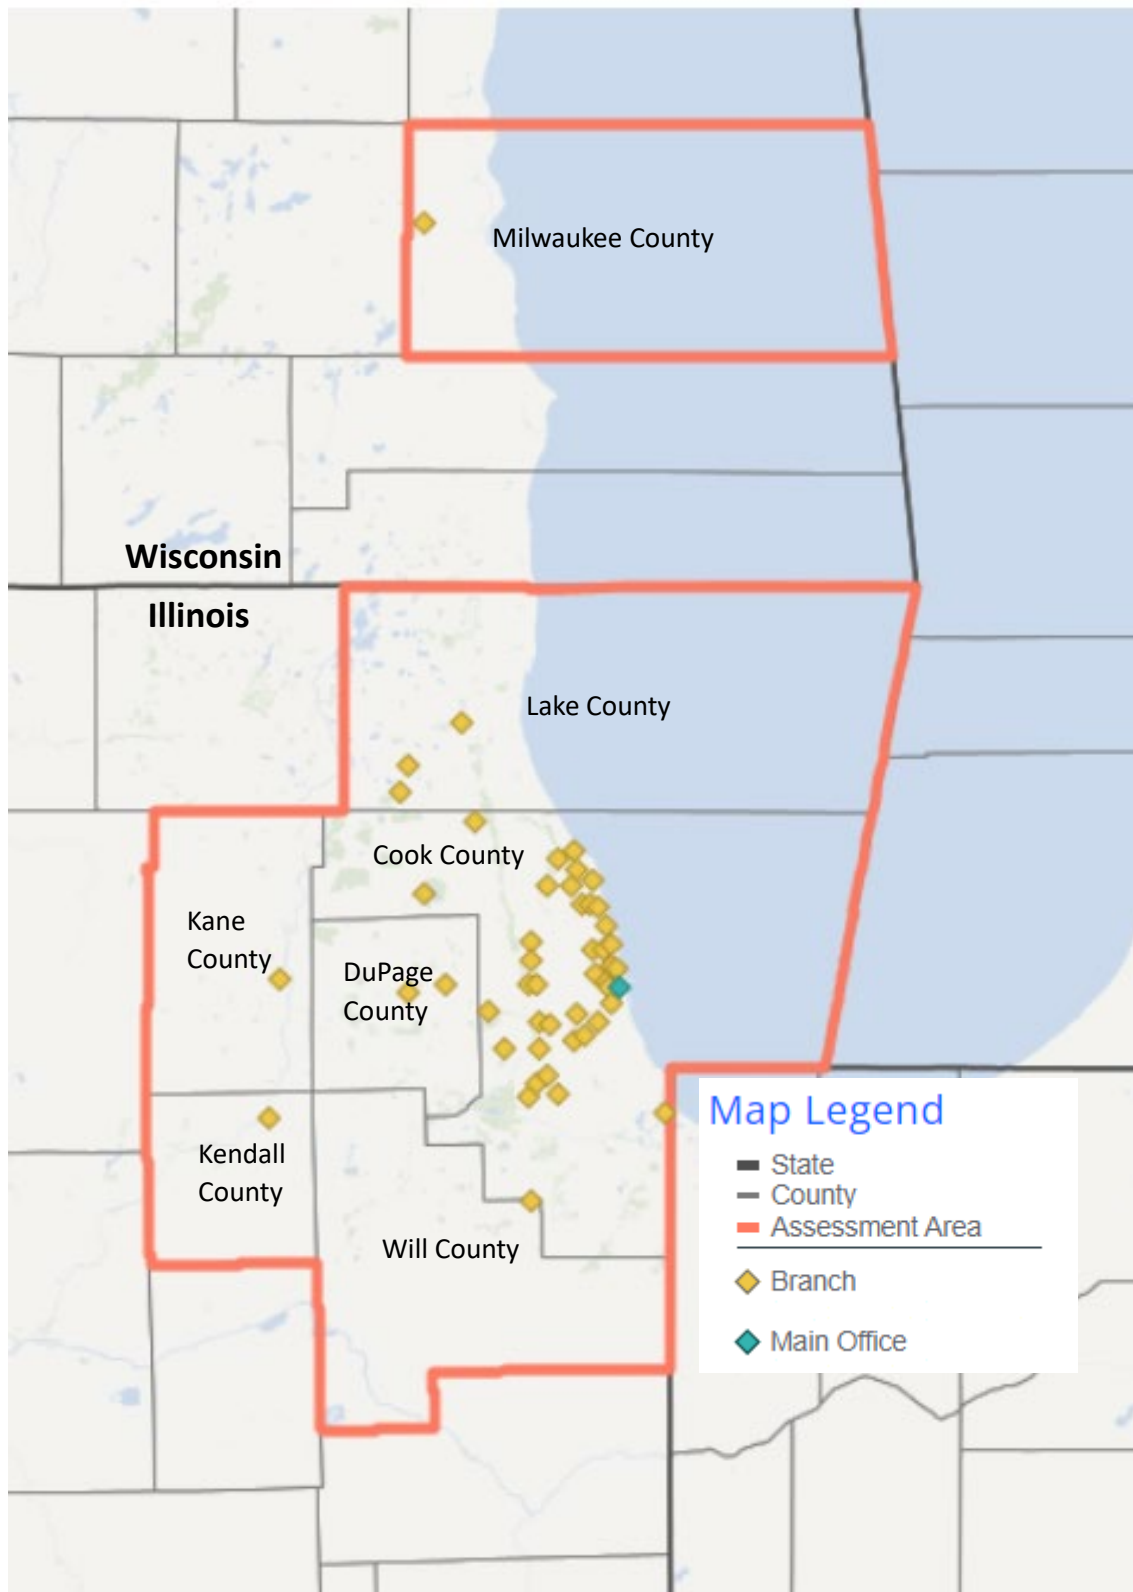 Milwaukee County
Wisconsin
Illinois
Lake County
Cook County
Kane
County
DuPage
County
Kendall
County
Will County
Map Legend
State
County
Assessment Area
Branch
Main Office